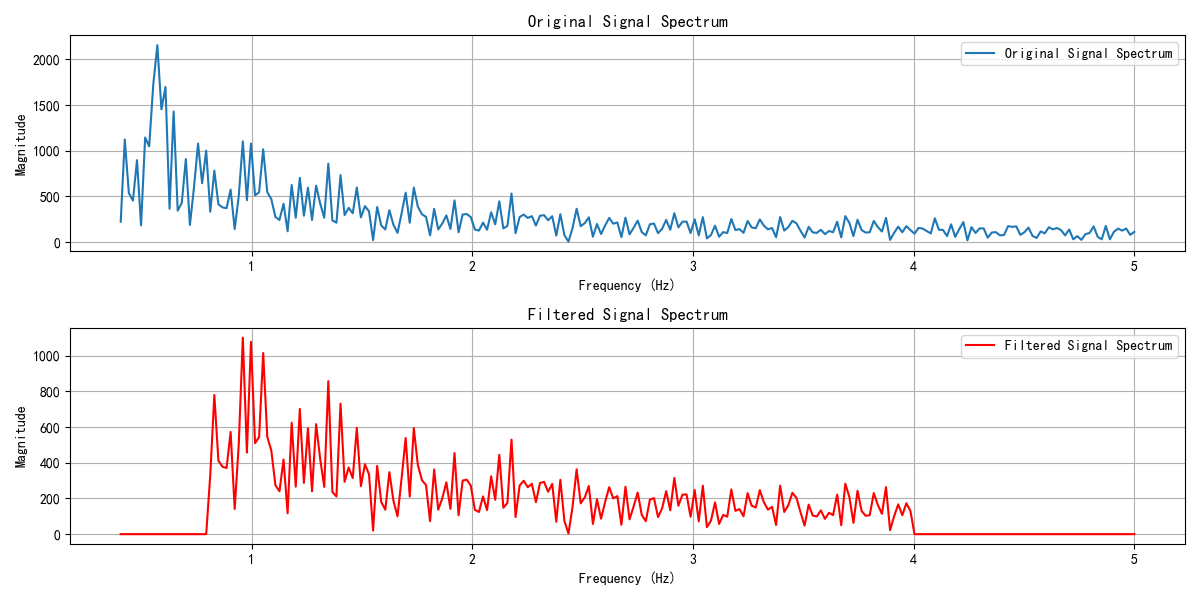 Original Signal Spectrum
Original Signal Spectrum
Magnitude
2000
1500
1000
500
0
1 2 3 4 5
Frequency (Hz)
Filtered Signal Spectrum
Filtered Signal Spectrum
Magnitude
1000
800
600
400
200
0
1 2 3 4 5
Frequency (Hz)